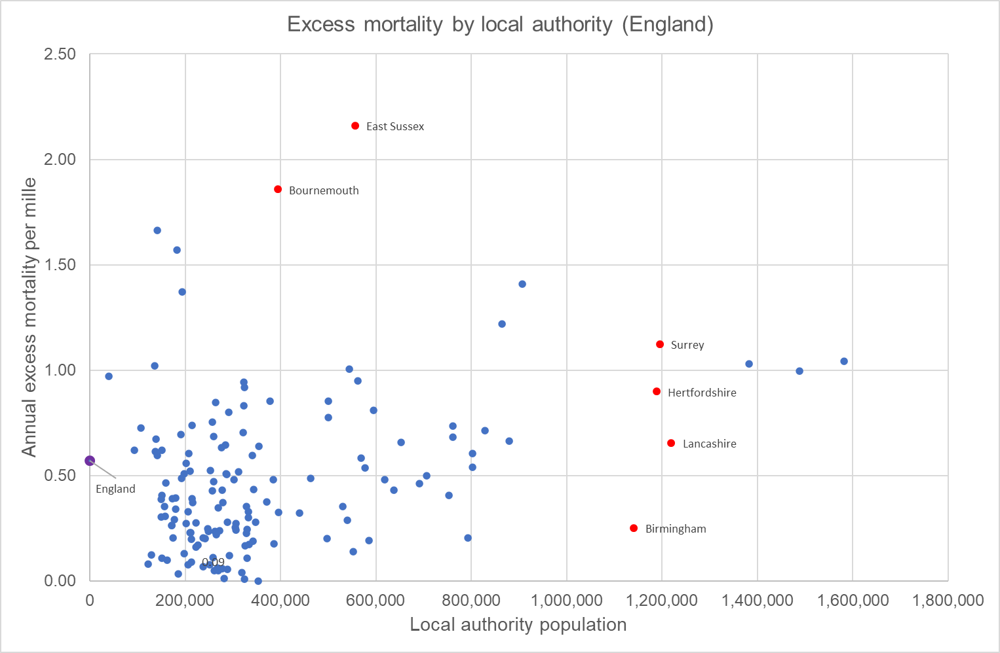 Excess mortality by local authority (England)
2.50
2.00
1.50
1.00
0.50
0.00
Annual excess mortality per mille
East Sussex
Bournemouth
Surrey
Hertfordshire
Lancashire
England
Birmingham
0.09
0
200,000
400,000
600,000
800,000
1,000,000
1,200,000
1,400,000
1,600,000
1,800,000
Local authority population